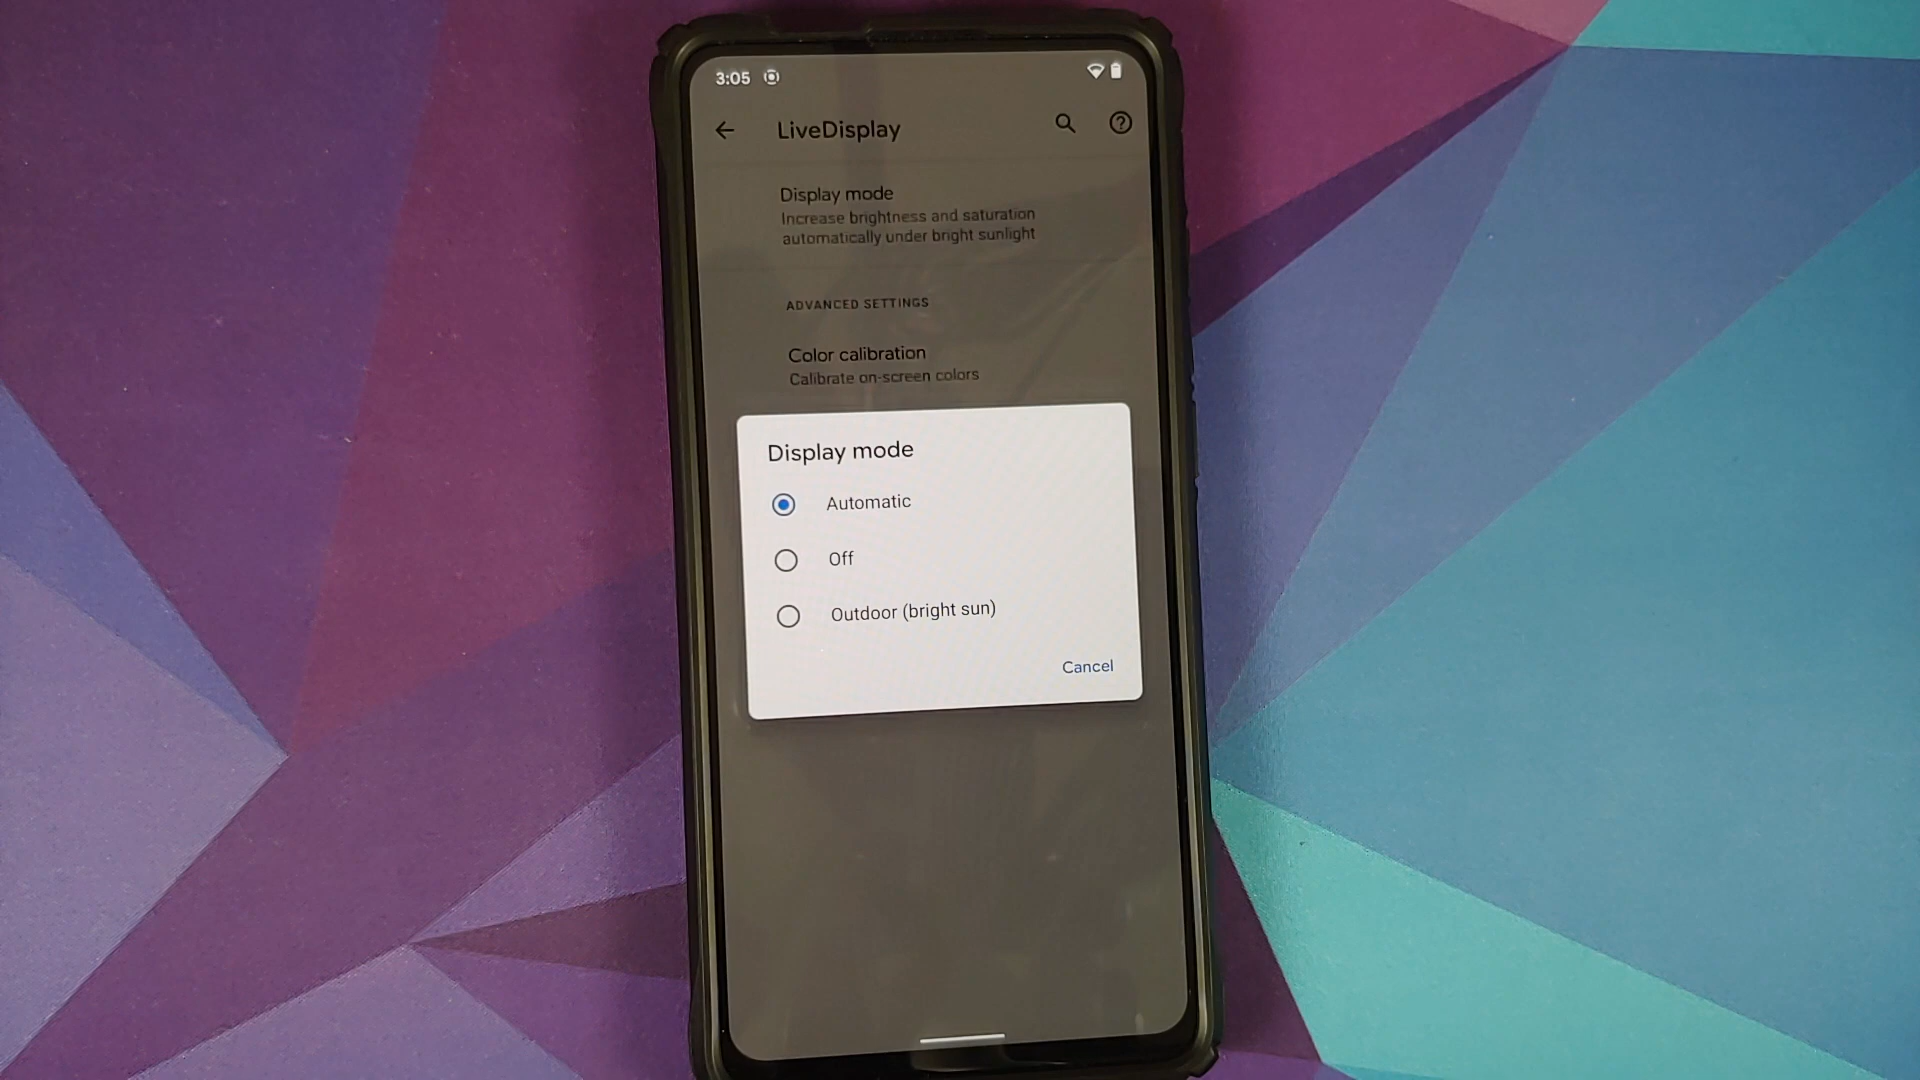 3:05
LiveDisplay
Display mode
Increase brightness and saturation
automatically under bright sunlight
ADVANCED SETTINGS
Color calibration
Calibrate on-screen colors
Display mode
Automatic
Off
Outdoor (bright sun)
Cancel